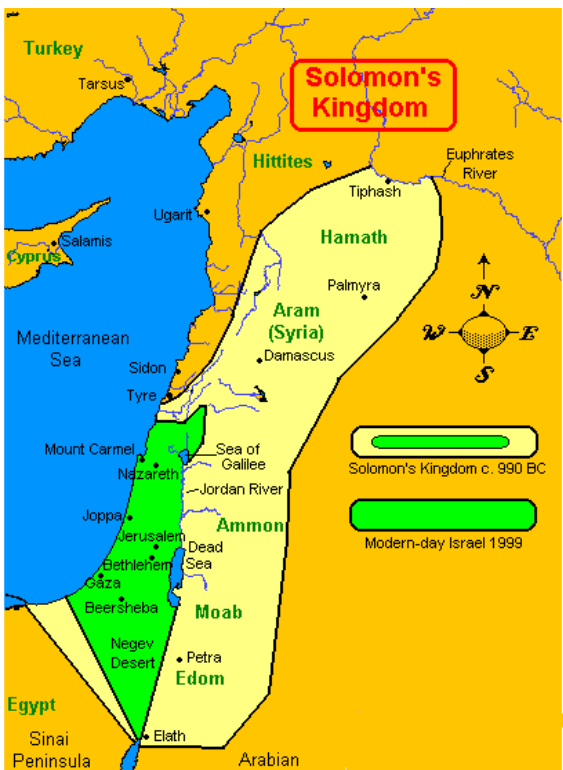 Turkey
Tarsus
Solomon's
Kingdom
Hittites
Euphrates
River
Tiphash
Ugarit
Hamath
Salamis
Cyprus
Palmyra
N
Aram
(Syria)
W
E
Mediterranean
Sea
Damascus
Sidon
S
Tyre
Mount Carmel
Sea of
Galilee
Nazareth
Solomon's Kingdom c. 990 BC
Jordan River
Joppa
Ammon
Jerusalem
Modern-day Israel 1999
Dead
Sea
Bethlehem
Gaza
Beersheba
Moab
Negev
Desert
Petra
Edom
Egypt
Sinai
Peninsula
Elath
Arabian